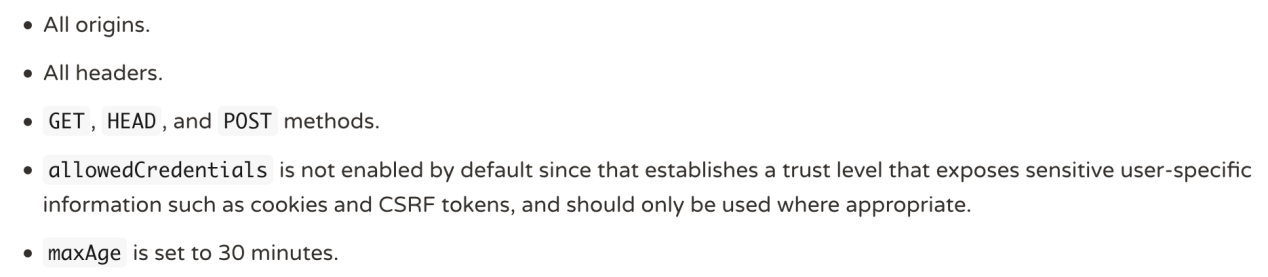 • All origins.
• All headers.
• GET, HEAD, and POST methods.
• allowedCredentials is not enabled by default since that establishes a trust level that exposes sensitive user-specific
information such as cookies and CSRF tokens, and should only be used where appropriate.
• maxAge is set to 30 minutes.